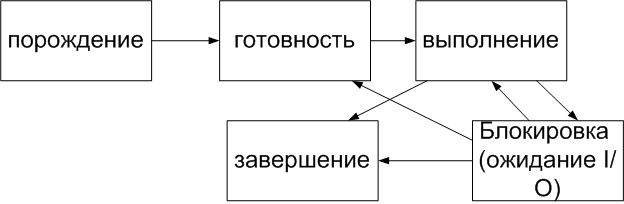 порождение
готовность
выполнение
завершение
Блокировка
(ожидание I/
O)